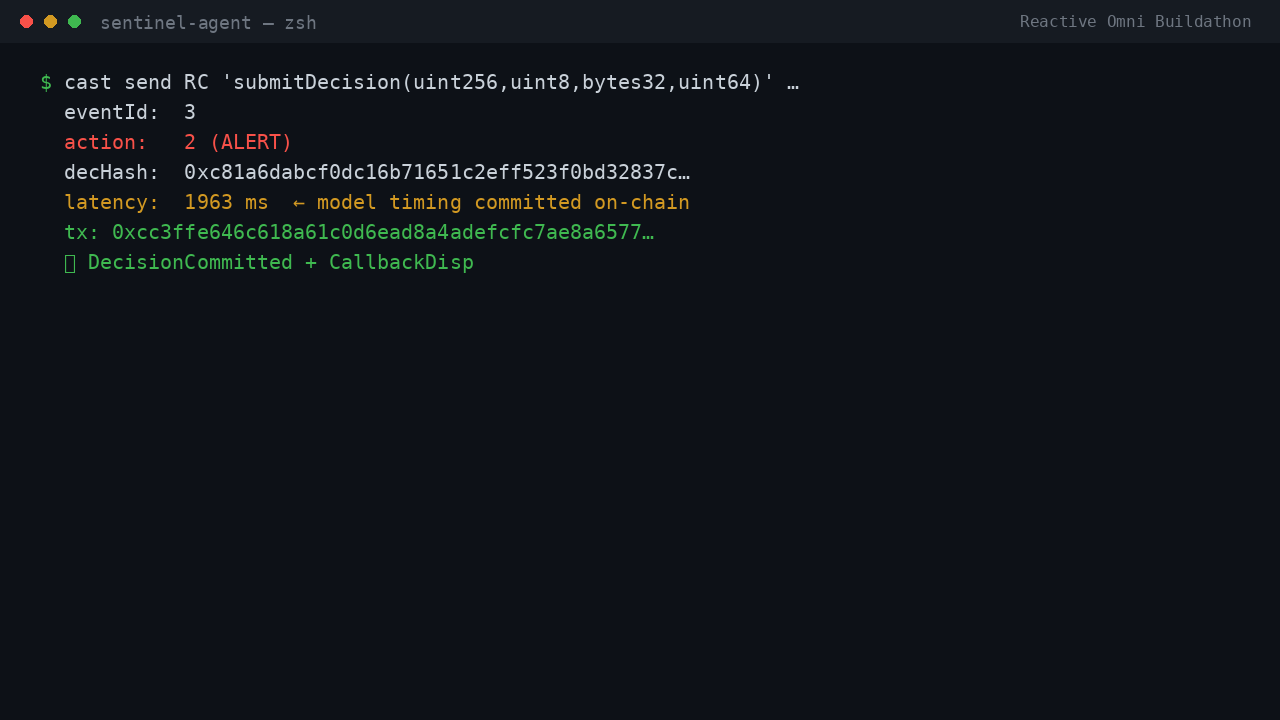 sentinel-agent — zsh
Reactive Omni Buildathon
$ cast send RC 'submitDecision(uint256,uint8,bytes32,uint64)' …
eventId: 3
action: 2 (ALERT)
decHash: 0xc81a6dabcf0dc16b71651c2eff523f0bd32837c…
latency: 1963 ms ← model timing committed on-chain
tx: 0xcc3ffe646c618a61c0d6ead8a4adefcfc7ae8a6577…
▯ DecisionCommitted + CallbackDisp